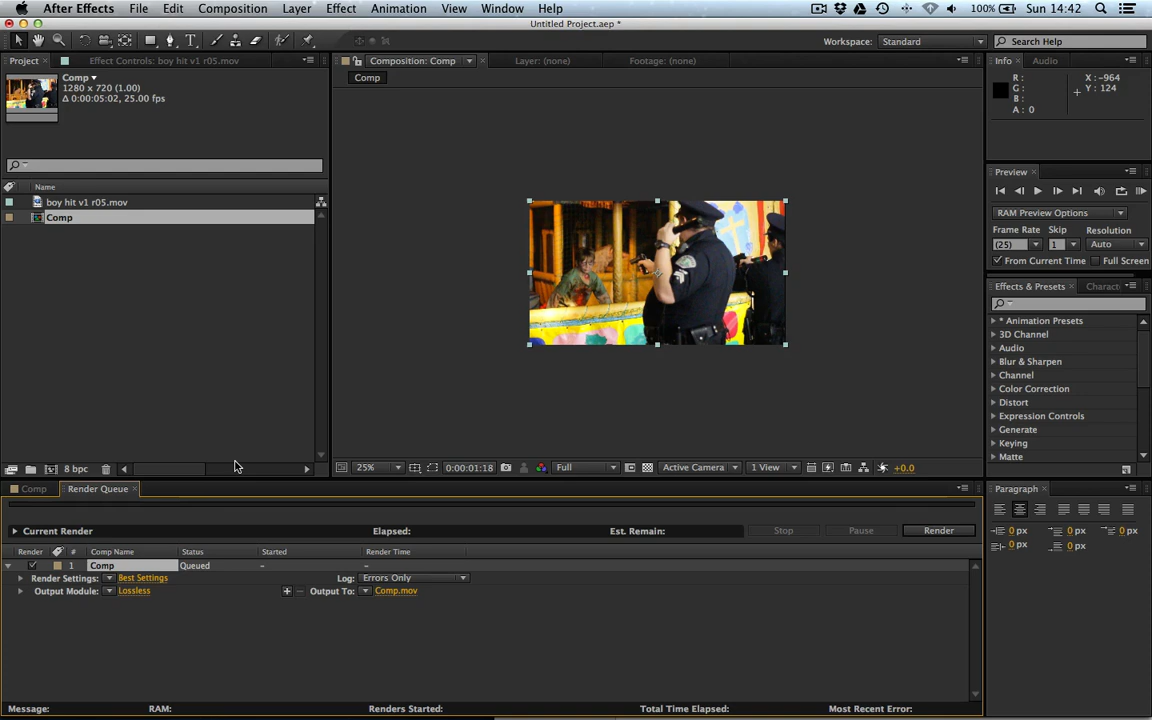 After Effects File Edit Composition Layer Effect Animation View Window Help 100% Sun 14:42
Untitled Project.aep *
Workspace: Standard Search Help
Project Effect Controls: boy hit v1 r05.mov Composition: Comp Layer: (none) Footage: (none) Info Audio
Comp
1280 x 720 (1.00)
Δ 0:00:05:02, 25.00 fps
Comp
R :
G :
B :
A : 0
X : -964
Y : 124
Preview
RAM Preview Options
Frame Rate Skip Resolution
(25) 1 Auto
From Current Time Full Screen
Name
boy hit v1 r05.mov
Comp
Effects & Presets Charact
* Animation Presets
3D Channel
Audio
Blur & Sharpen
Channel
Color Correction
Distort
Expression Controls
Generate
Keying
Matte
8 bpc
25% 0:00:01:18 Full Active Camera 1 View +0.0
Comp Render Queue
Paragraph
Current Render Elapsed: Est. Remain: Stop Pause Render
0 px 0 px 0 px
0 px 0 px
Render # Comp Name Status Started Render Time
1 Comp Queued - -
Render Settings: Best Settings Log: Errors Only
Output Module: Lossless Output To: Comp.mov
Message: RAM: Renders Started: Total Time Elapsed: Most Recent Error: